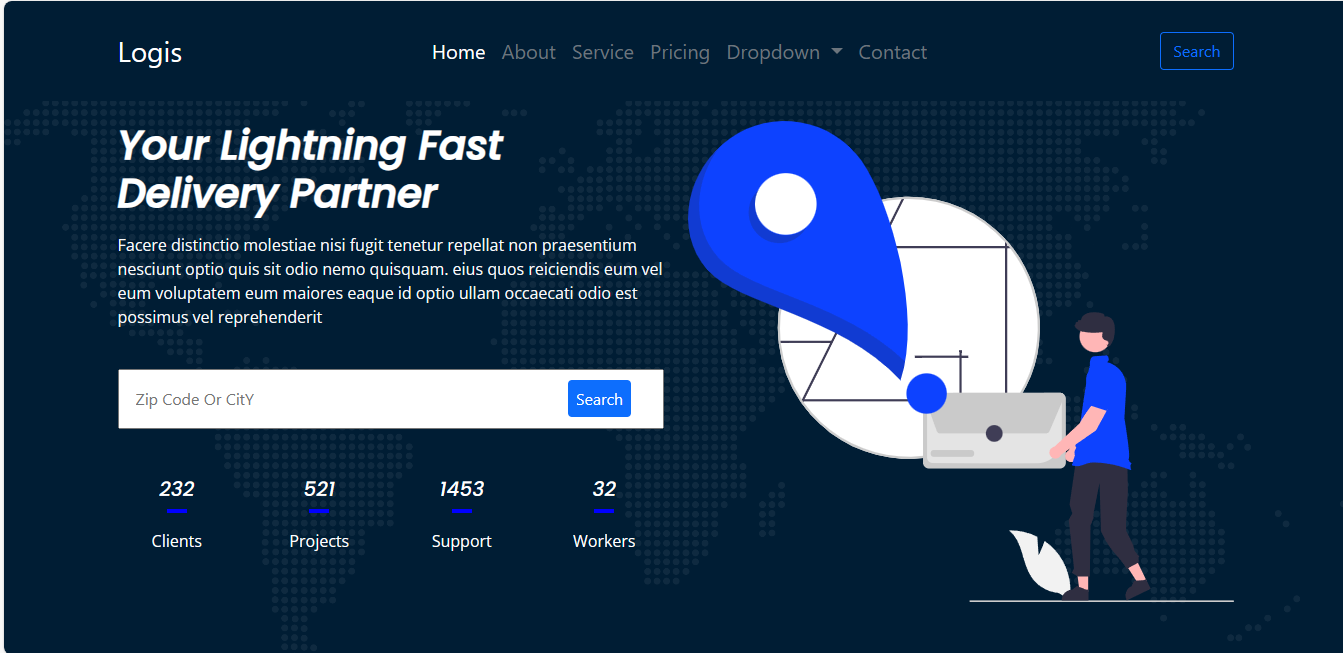 Logis
Home About Service Pricing Dropdown Contact
Search
Your Lightning Fast
Delivery Partner
Facere distinctio molestiae nisi fugit tenetur repellat non praesentium
nesciunt optio quis sit odio nemo quisquam. eius quos reiciendis eum vel
eum voluptatem eum maiores eaque id optio ullam occaecati odio est
possimus vel reprehenderit
Zip Code Or CitY
Search
232 521 1453 32
Clients Projects Support Workers